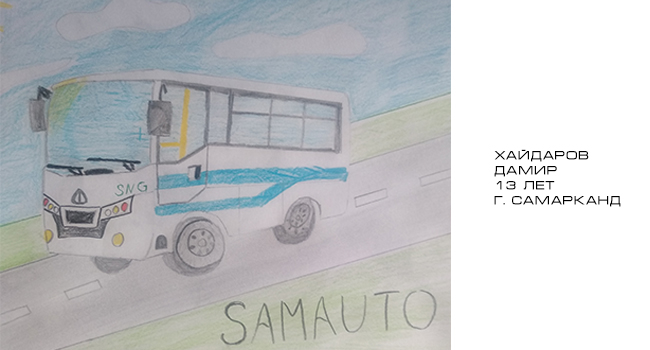 SNG
SAMAUTO
ХАЙДАРОВ
ДАМИР
13 ЛЕТ
Г. САМАРКАНД